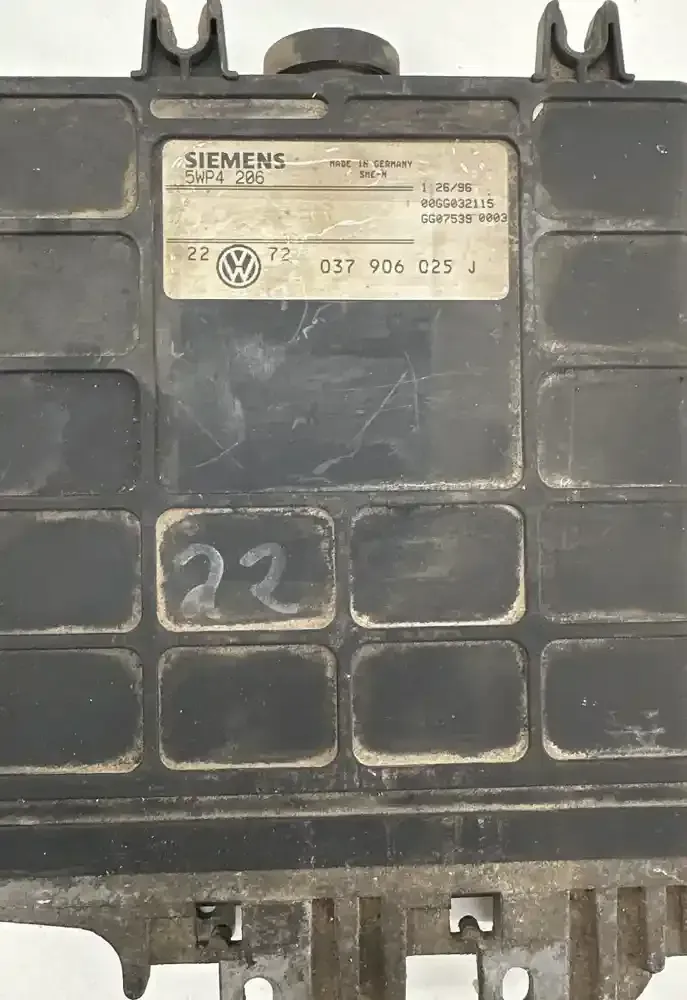 SIEMENS
MADE IN GERMANY
5WP4 206
SME-M
1 26/96
00GG032115
GG07539 0003
22 VW 72 037 906 025 J
22